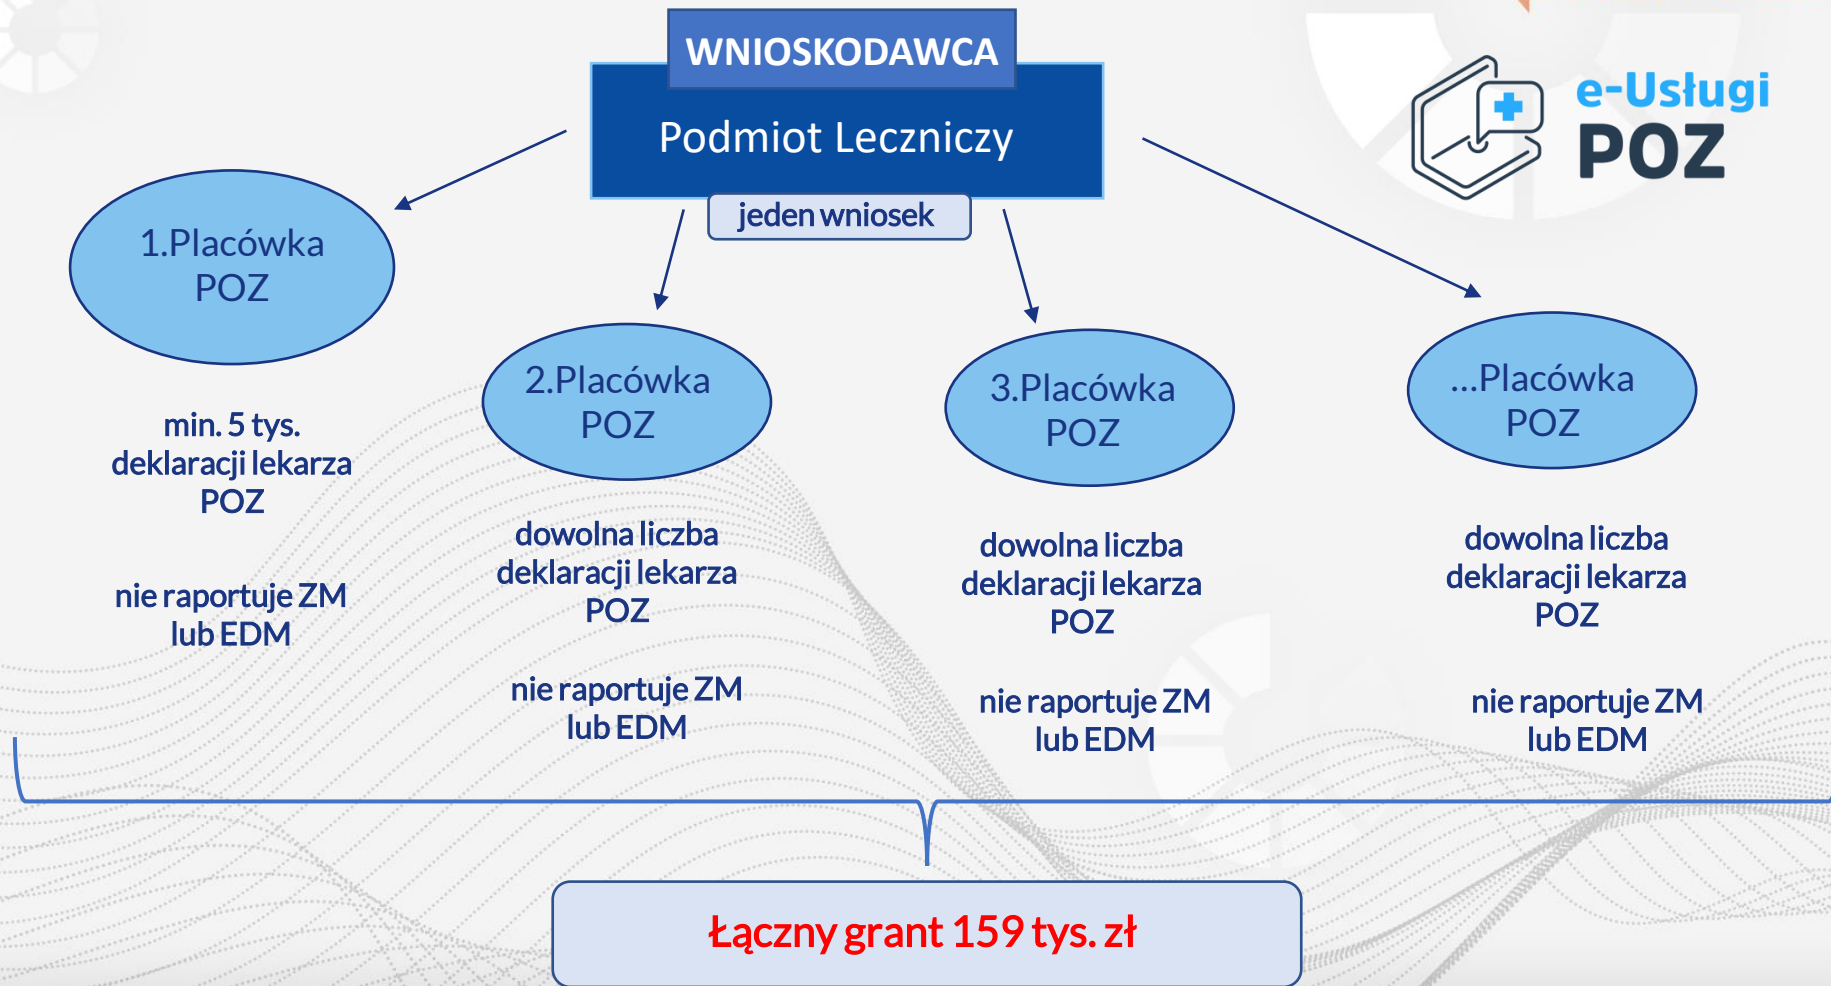 WNIOSKODAWCA
Podmiot Leczniczy
jeden wniosek
e-Usługi
POZ
1.Placówka
POZ
min. 5 tys.
deklaracji lekarza
POZ
nie raportuje ZM
lub EDM
2.Placówka
POZ
dowolna liczba
deklaracji lekarza
POZ
nie raportuje ZM
lub EDM
3.Placówka
POZ
dowolna liczba
deklaracji lekarza
POZ
nie raportuje ZM
lub EDM
...Placówka
POZ
dowolna liczba
deklaracji lekarza
POZ
nie raportuje ZM
lub EDM
Łączny grant 159 tys. zł